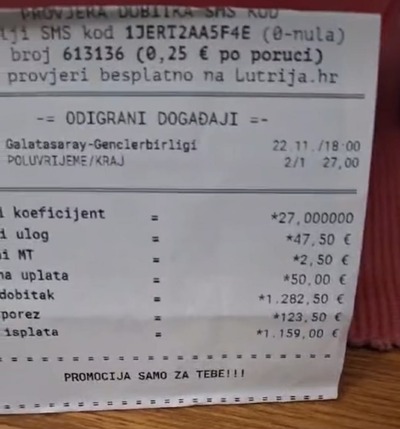 PROVJERA DOBITKA SMS KOD
lji SMS kod 1JERT2AA5F4E (0-nula)
broj 613136 (0,25 € po poruci)
provjeri besplatno na Lutrija.hr
-= ODIGRANI DOGAĐAJI =-
Galatasaray-Genclerbirligi 22.11./18:00
POLUVRIJEME/KRAJ 2/1 27,00
i koeficijent = *27,000000
i ulog = *47,50 €
ni MT = *2,50 €
na uplata = *50,00 €
dobitak = *1.282,50 €
porez = *123,50 €
isplata = *1.159,00 €
PROMOCIJA SAMO ZA TEBE!!!